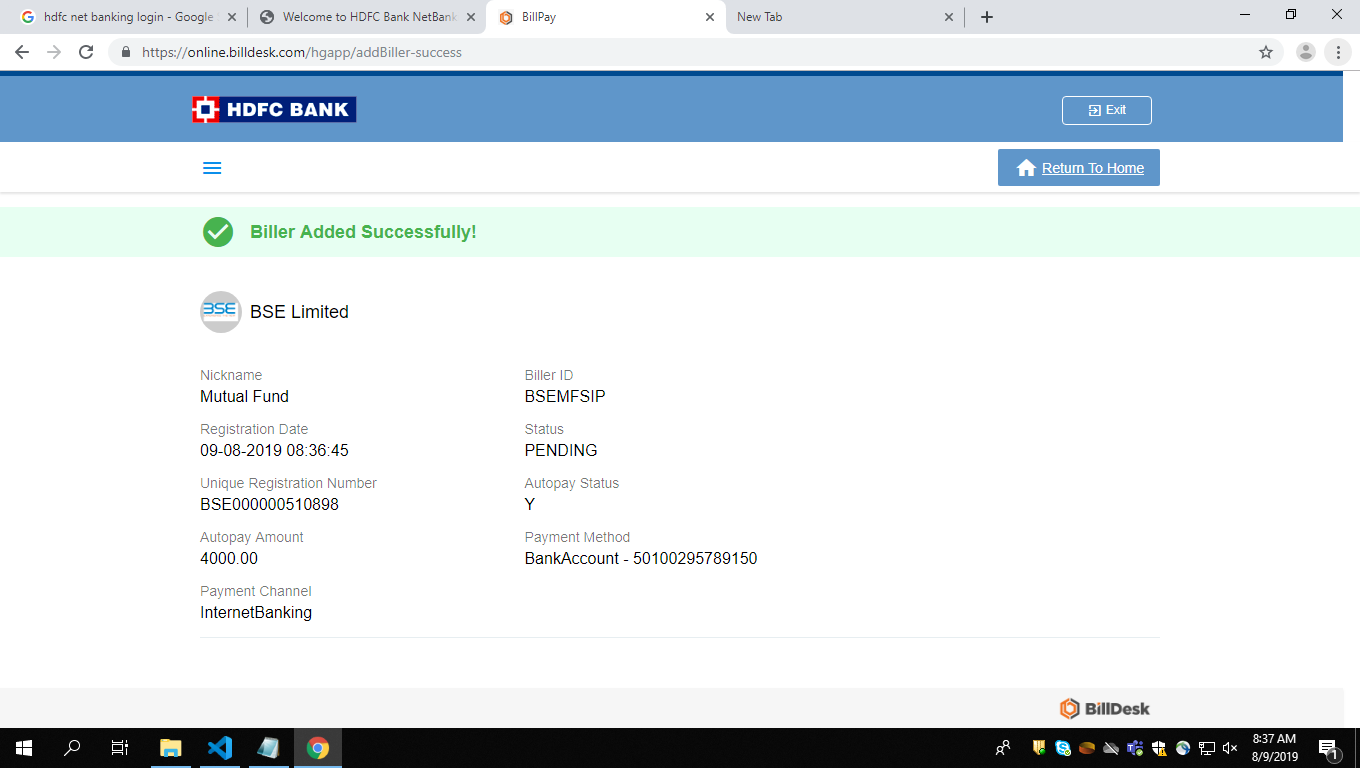 hdfc net banking login - Google
Welcome to HDFC Bank NetBank
BillPay
New Tab
https://online.billdesk.com/hgapp/addBiller-success
HDFC BANK
Exit
Return To Home
Biller Added Successfully!
BSE
BSE Limited
Nickname
Biller ID
Mutual Fund
BSEMFSIP
Registration Date
Status
09-08-2019 08:36:45
PENDING
Unique Registration Number
Autopay Status
BSE000000510898
Y
Autopay Amount
Payment Method
4000.00
BankAccount - 50100295789150
Payment Channel
InternetBanking
BillDesk
8:37 AM
8/9/2019
1